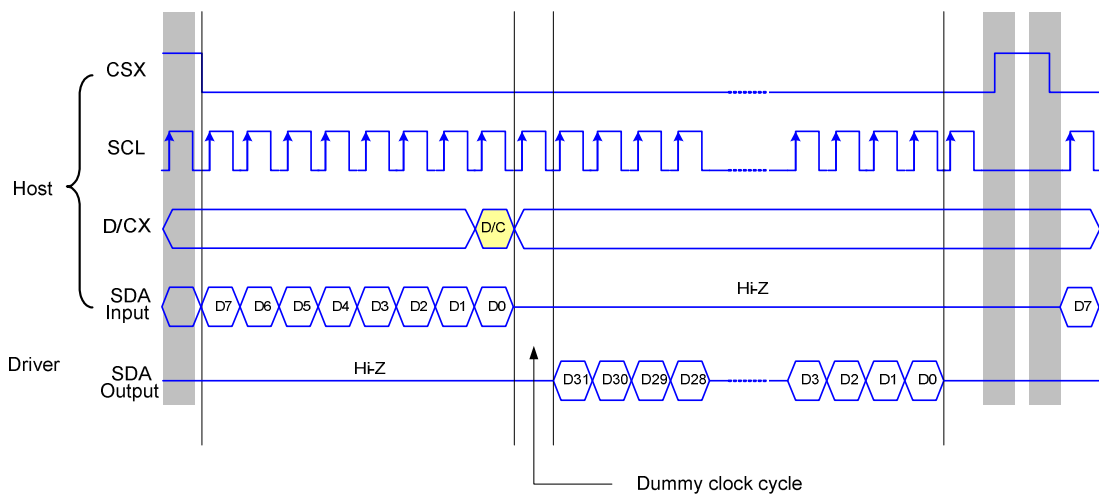 CSX
SCL
Host
D/CX
D/C
SDA
Input
D7 D6 D5 D4 D3 D2 D1 D0
Hi-Z
D7
Driver
SDA
Output
Hi-Z
D31 D30 D29 D28
D3 D2 D1 D0
Dummy clock cycle